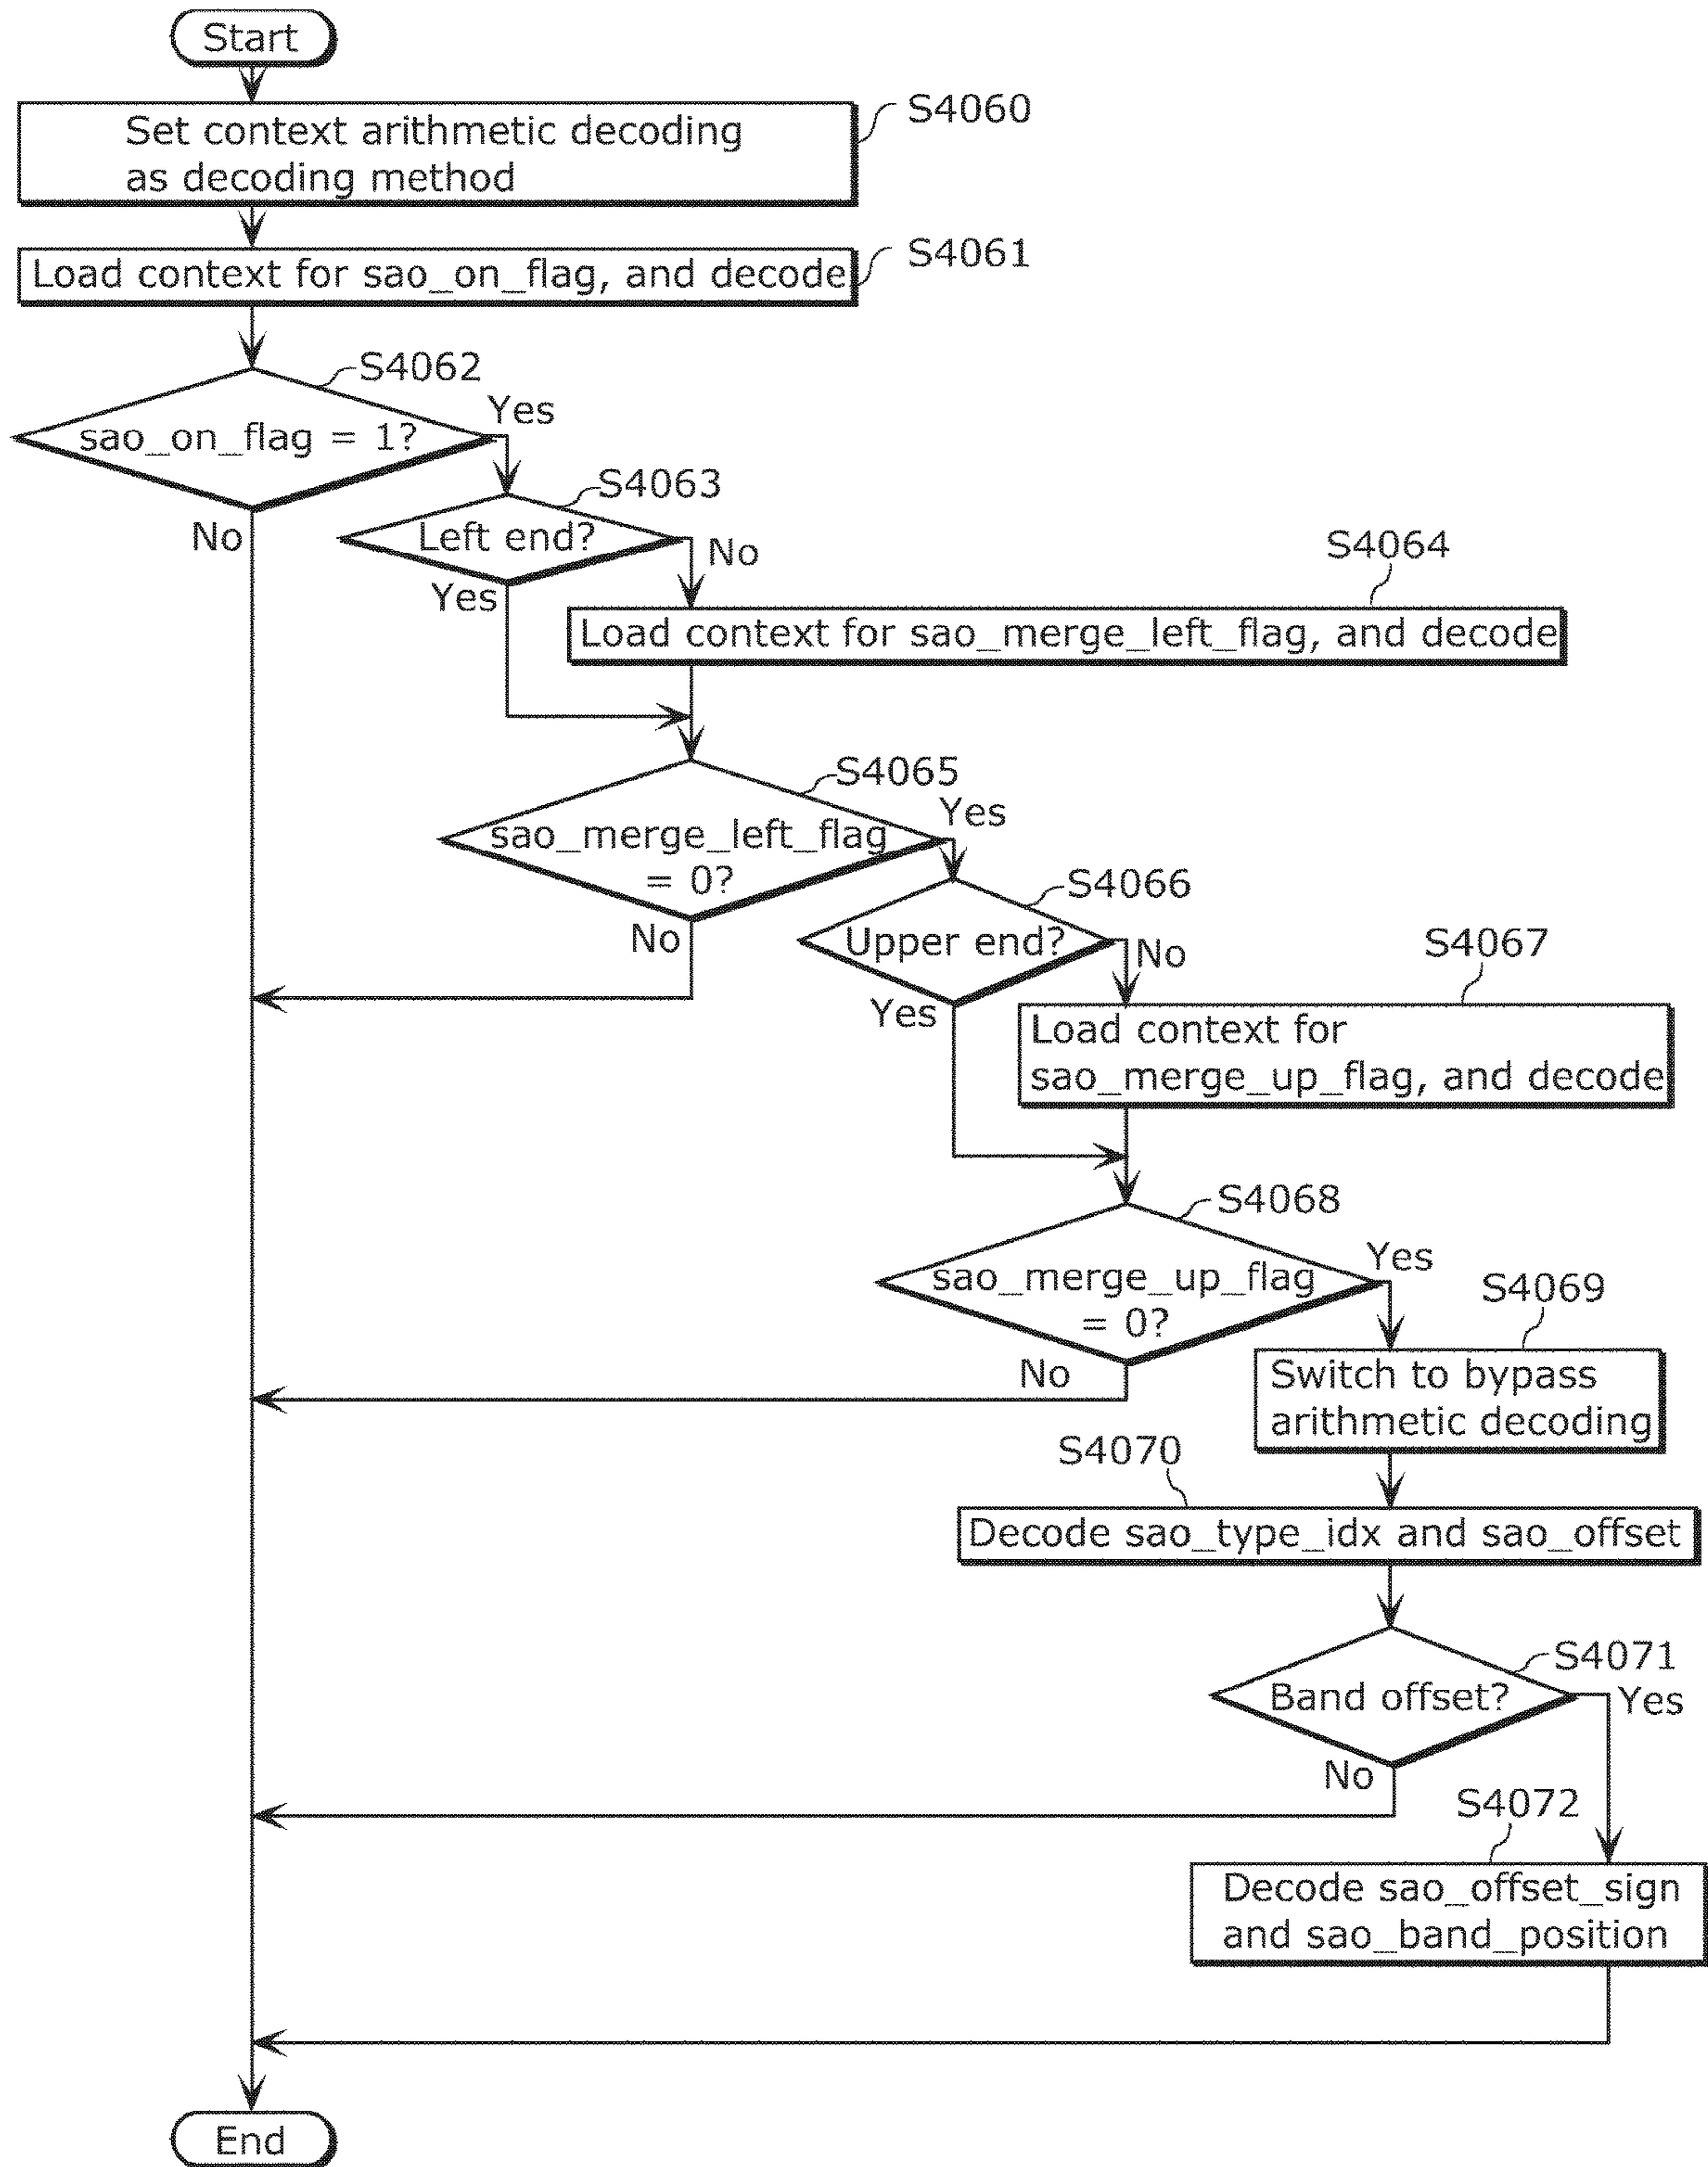 Start
S4060
Set context arithmetic decoding
as decoding method
S4061
Load context for sao_on_flag, and decode
S4062
sao_on_flag = 1?
Yes
No
S4063
Left end?
No
Yes
S4064
Load context for sao_merge_left_flag, and decode
S4065
sao_merge_left_flag
= 0?
Yes
No
S4066
Upper end?
No
Yes
S4067
Load context for
sao_merge_up_flag, and decode
S4068
sao_merge_up_flag
= 0?
Yes
No
S4069
Switch to bypass
arithmetic decoding
S4070
Decode sao_type_idx and sao_offset
S4071
Band offset?
Yes
No
S4072
Decode sao_offset_sign
and sao_band_position
End